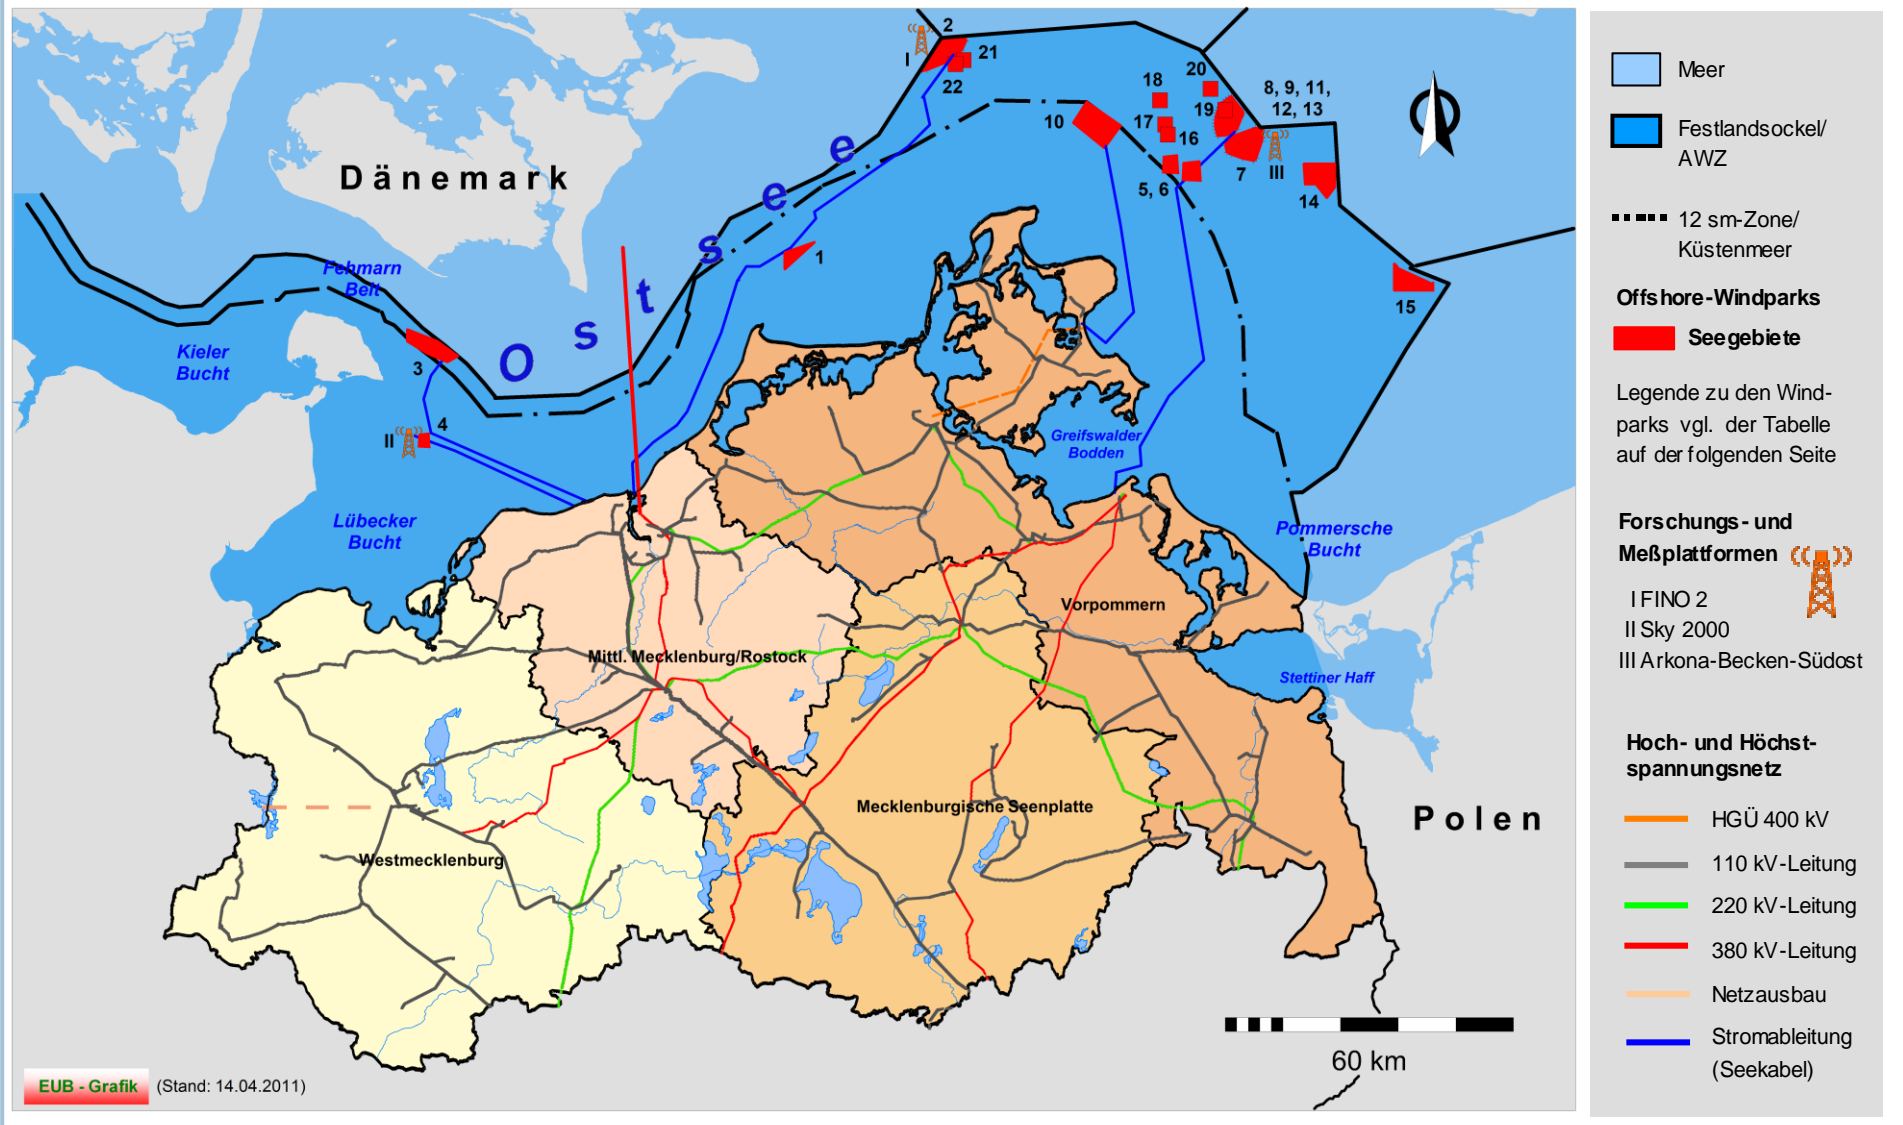 2
I
21
22
20
18
8, 9, 11,
12, 13
19
10
17
16
5, 6
7
III
14
Dänemark
Ostsee
1
Fehmarn
Belt
15
3
Kieler
Bucht
4
II
Greifswalder
Bodden
Lübecker
Bucht
Pommersche
Bucht
Vorpommern
Mittl. Mecklenburg/Rostock
Stettiner Haff
Mecklenburgische Seenplatte
Polen
Westmecklenburg
60 km
EUB - Grafik (Stand: 14.04.2011)
Meer
Festlandsockel/
AWZ
12 sm-Zone/
Küstenmeer
Offshore-Windparks
Seegebiete
Legende zu den Wind-
parks vgl. der Tabelle
auf der folgenden Seite
Forschungs- und
Meßplattformen
I FINO 2
II Sky 2000
III Arkona-Becken-Südost
Hoch- und Höchst-
spannungsnetz
HGÜ 400 kV
110 kV-Leitung
220 kV-Leitung
380 kV-Leitung
Netzausbau
Stromableitung
(Seekabel)